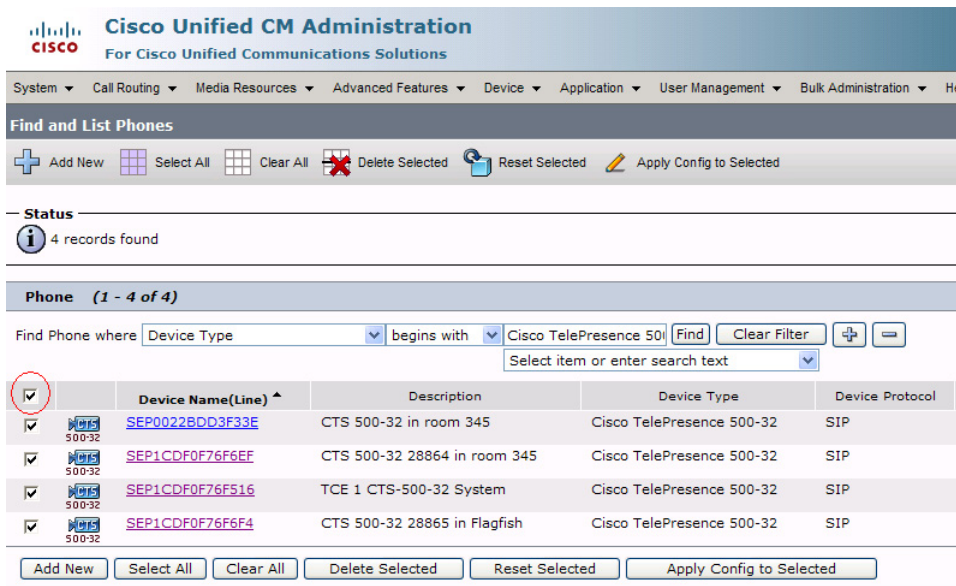 CISCO
Cisco Unified CM Administration
For Cisco Unified Communications Solutions
System Call Routing Media Resources Advanced Features Device Application User Management Bulk Administration
Find and List Phones
Add New Select All Clear All Delete Selected Reset Selected Apply Config to Selected
Status
4 records found
Phone (1 - 4 of 4)
Find Phone where Device Type begins with Cisco TelePresence Find Clear Filter
Select item or enter search text
Device Name(Line) Description Device Type Device Protocol
CTS 500-32 SEP0022BDD3F33E CTS 500-32 in room 345 Cisco TelePresence 500-32 SIP
CTS 500-32 SEP1CDF0F76F6EF CTS 500-32 28864 in room 345 Cisco TelePresence 500-32 SIP
CTS 500-32 SEP1CDF0F76F516 TCE 1 CTS-500-32 System Cisco TelePresence 500-32 SIP
CTS 500-32 SEP1CDF0F76F6F4 CTS 500-32 28865 in Flagfish Cisco TelePresence 500-32 SIP
Add New Select All Clear All Delete Selected Reset Selected Apply Config to Selected